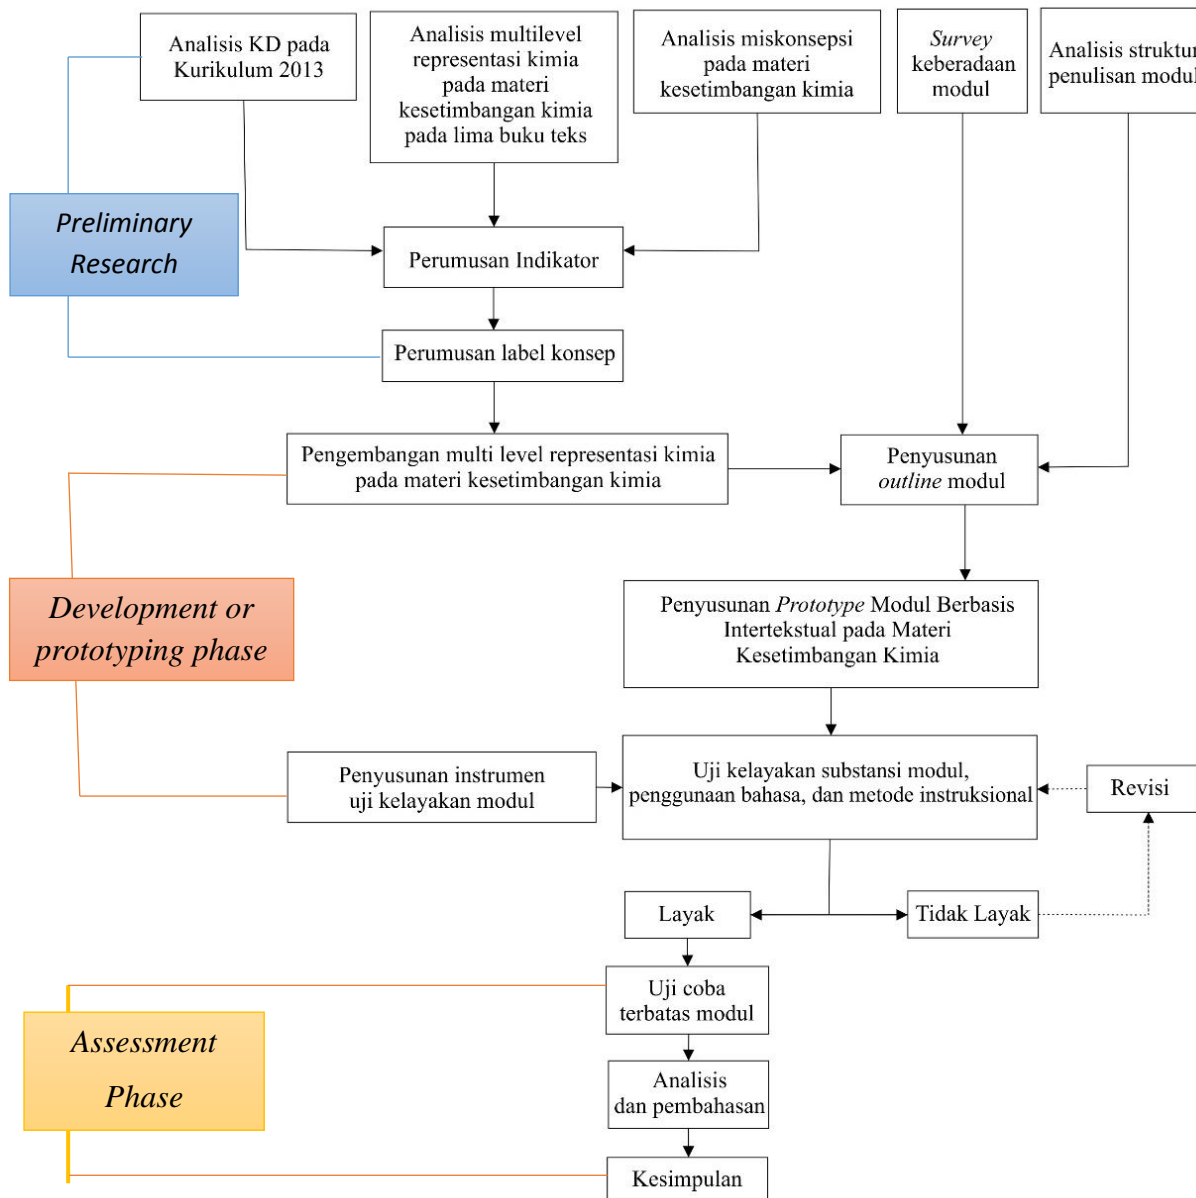 Analisis KD pada
Kurikulum 2013
Analisis multilevel
representasi kimia
pada materi
kesetimbangan kimia
pada lima buku teks
Analisis miskonsepsi
pada materi
kesetimbangan kimia
Survey
keberadaan
modul
Analisis struktur
penulisan modul
Preliminary
Research
Perumusan Indikator
Perumusan label konsep
Pengembangan multi level representasi kimia
pada materi kesetimbangan kimia
Penyusunan
outline modul
Development or
prototyping phase
Penyusunan Prototype Modul Berbasis
Intertekstual pada Materi
Kesetimbangan Kimia
Penyusunan instrumen
uji kelayakan modul
Uji kelayakan substansi modul,
penggunaan bahasa, dan metode instruksional
Revisi
Layak
Tidak Layak
Uji coba
terbatas modul
Assessment
Phase
Analisis
dan pembahasan
Kesimpulan